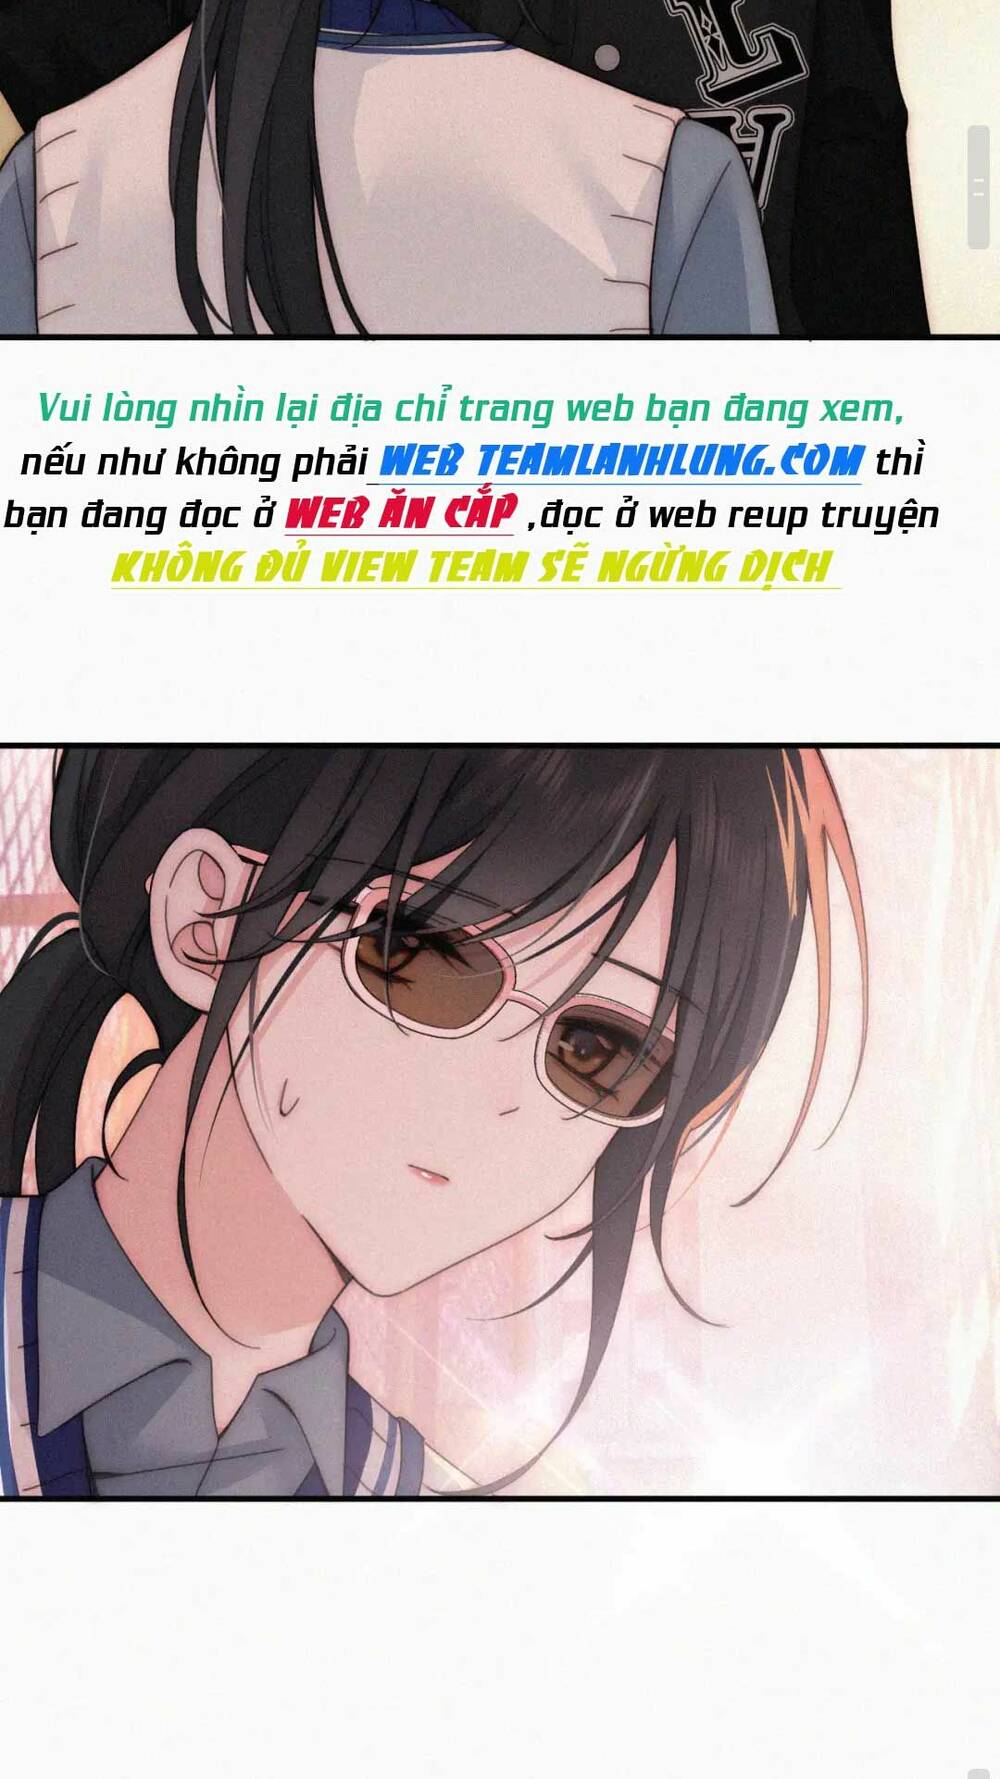 L
H
Vui lòng nhìn lại địa chỉ trang web bạn đang xem,
nếu như không phải WEB TEAMLANHLUNG.COM thì
bạn đang đọc ở WEB ĂN CẮP ,đọc ở web reup truyện
KHÔNG ĐỦ VIEW TEAM SẼ NGỪNG DỊCH